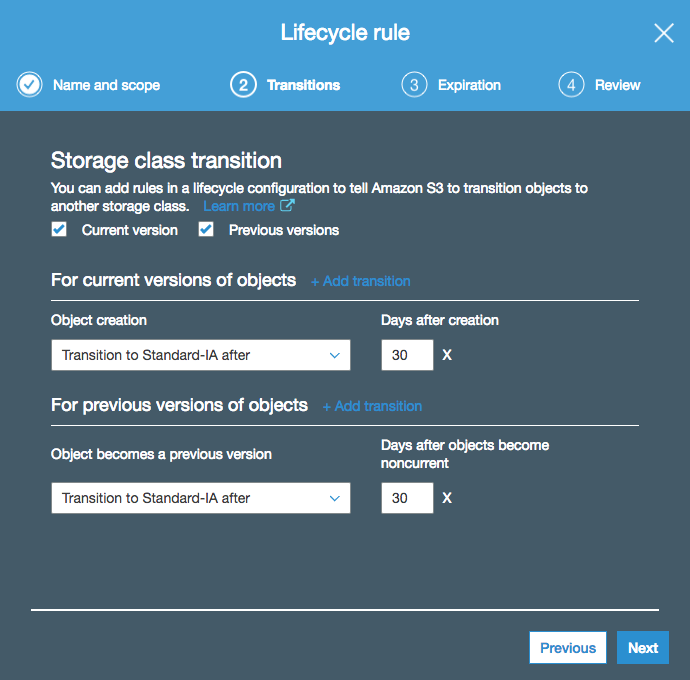 Lifecycle rule
Name and scope
2 Transitions
3 Expiration
4 Review
Storage class transition
You can add rules in a lifecycle configuration to tell Amazon S3 to transition objects to
another storage class. Learn more
Current version Previous versions
For current versions of objects + Add transition
Object creation Days after creation
Transition to Standard-IA after 30 X
For previous versions of objects + Add transition
Object becomes a previous version
Days after objects become
noncurrent
Transition to Standard-IA after 30 X
Previous Next